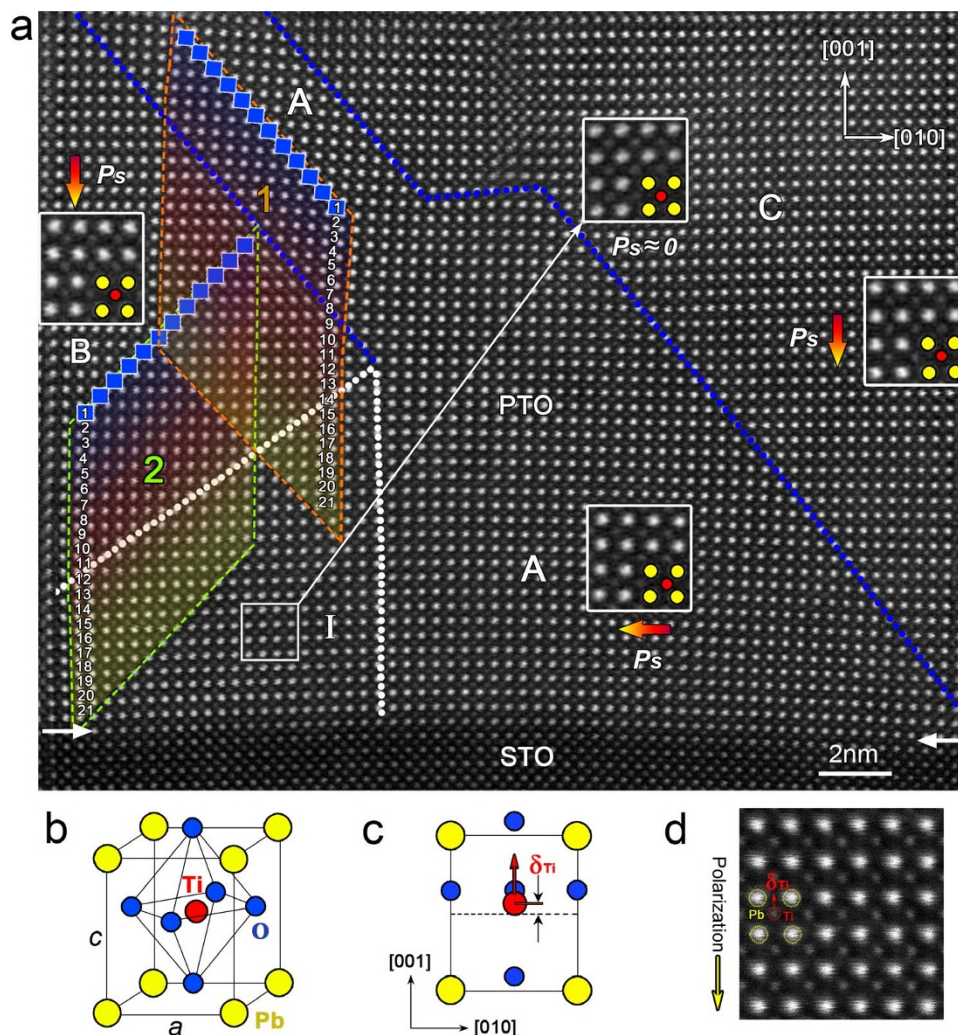 a
[001]
[010]
A
1
C
Ps
Ps≈0
B
Ps
1
2
3
4
5
6
7
8
9
10
11
12
13
14
15
16
17
18
19
20
21
PTO
2
1
2
3
4
5
6
7
8
9
10
11
12
13
14
15
16
17
18
19
20
21
A
I
Ps
STO
2nm
b
Ti
O
c
a
Pb
c
δTi
[001]
[010]
d
Polarization
δTi
Pb
Ti